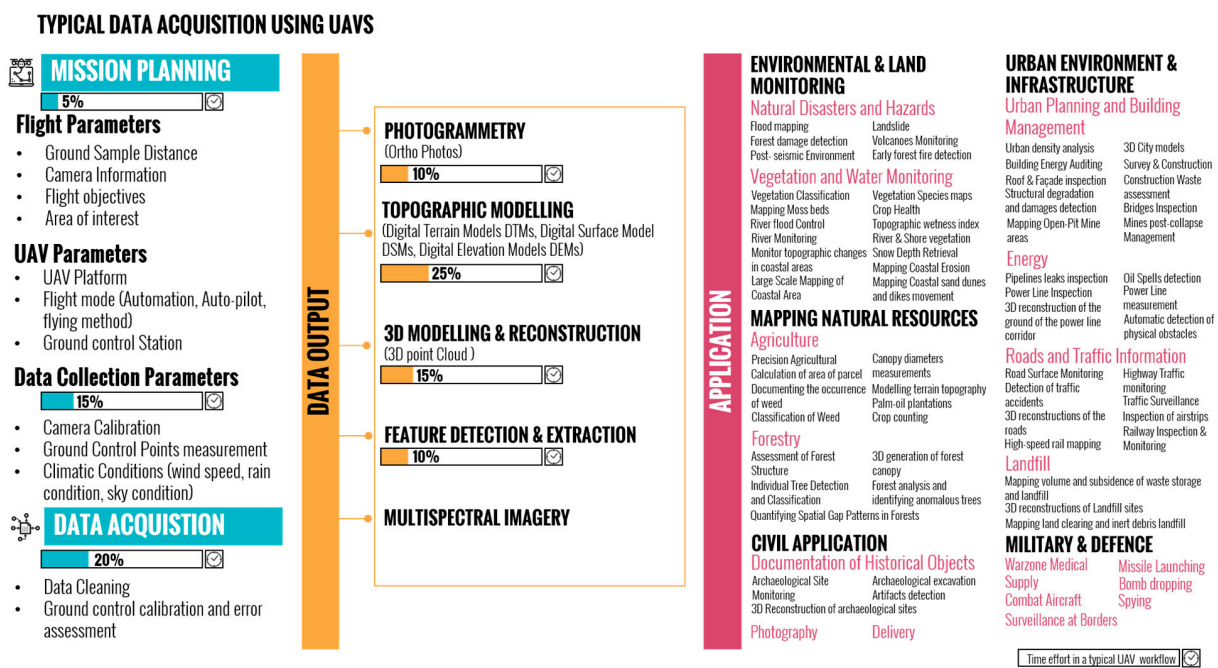 TYPICAL DATA ACQUISITION USING UAVS
MISSION PLANNING
5%
Flight Parameters
• Ground Sample Distance
• Camera Information
• Flight objectives
• Area of interest
UAV Parameters
• UAV Platform
• Flight mode (Automation, Auto-pilot,
flying method)
• Ground control Station
Data Collection Parameters
15%
• Camera Calibration
• Ground Control Points measurement
• Climatic Conditions (wind speed, rain
condition, sky condition)
DATA ACQUISTION
20%
• Data Cleaning
• Ground control calibration and error
assessment
DATA OUTPUT
PHOTOGRAMMETRY
(Ortho Photos)
10%
TOPOGRAPHIC MODELLING
(Digital Terrain Models DTMs, Digital Surface Model
DSMs, Digital Elevation Models DEMs)
25%
3D MODELLING & RECONSTRUCTION
(3D point Cloud )
15%
FEATURE DETECTION & EXTRACTION
10%
MULTISPECTRAL IMAGERY
APPLICATION
ENVIRONMENTAL & LAND
MONITORING
Natural Disasters and Hazards
Flood mapping
Forest damage detection
Post- seismic Environment
Landslide
Volcanoes Monitoring
Early forest fire detection
Vegetation and Water Monitoring
Vegetation Classification
Mapping Moss beds
River flood Control
River Monitoring
Monitor topographic changes
in coastal areas
Large Scale Mapping of
Coastal Area
Vegetation Species maps
Crop Health
Topographic wetness index
River & Shore vegetation
Snow Depth Retrieval
Mapping Coastal Erosion
Mapping Coastal sand dunes
and dikes movement
MAPPING NATURAL RESOURCES
Agriculture
Precision Agricultural
Calculation of area of parcel
Documenting the occurrence
of weed
Classification of Weed
Canopy diameters
measurements
Modelling terrain topography
Palm-oil plantations
Crop counting
Forestry
Assessment of Forest
Structure
Individual Tree Detection
and Classification
Quantifying Spatial Gap Patterns in Forests
3D generation of forest
canopy
Forest analysis and
identifying anomalous trees
CIVIL APPLICATION
Documentation of Historical Objects
Archaeological Site
Monitoring
3D Reconstruction of archaeological sites
Archaeological excavation
Artifacts detection
Photography
Delivery
URBAN ENVIRONMENT &
INFRASTRUCTURE
Urban Planning and Building
Management
Urban density analysis
Building Energy Auditing
Roof & Façade inspection
Structural degradation
and damages detection
Mapping Open-Pit Mine
areas
3D City models
Survey & Construction
Construction Waste
assessment
Bridges Inspection
Mines post-collapse
Management
Energy
Pipelines leaks inspection
Power Line Inspection
3D reconstruction of the
ground of the power line
corridor
Oil Spells detection
Power Line
measurement
Automatic detection of
physical obstacles
Roads and Traffic Information
Road Surface Monitoring
Detection of traffic
accidents
3D reconstructions of the
roads
High-speed rail mapping
Highway Traffic
monitoring
Traffic Surveillance
Inspection of airstrips
Railway Inspection &
Monitoring
Landfill
Mapping volume and subsidence of waste storage
and landfill
3D reconstructions of Landfill sites
Mapping land clearing and inert debris landfill
MILITARY & DEFENCE
Warzone Medical
Supply
Combat Aircraft
Surveillance at Borders
Missile Launching
Bomb dropping
Spying
Time effort in a typical UAV workflow